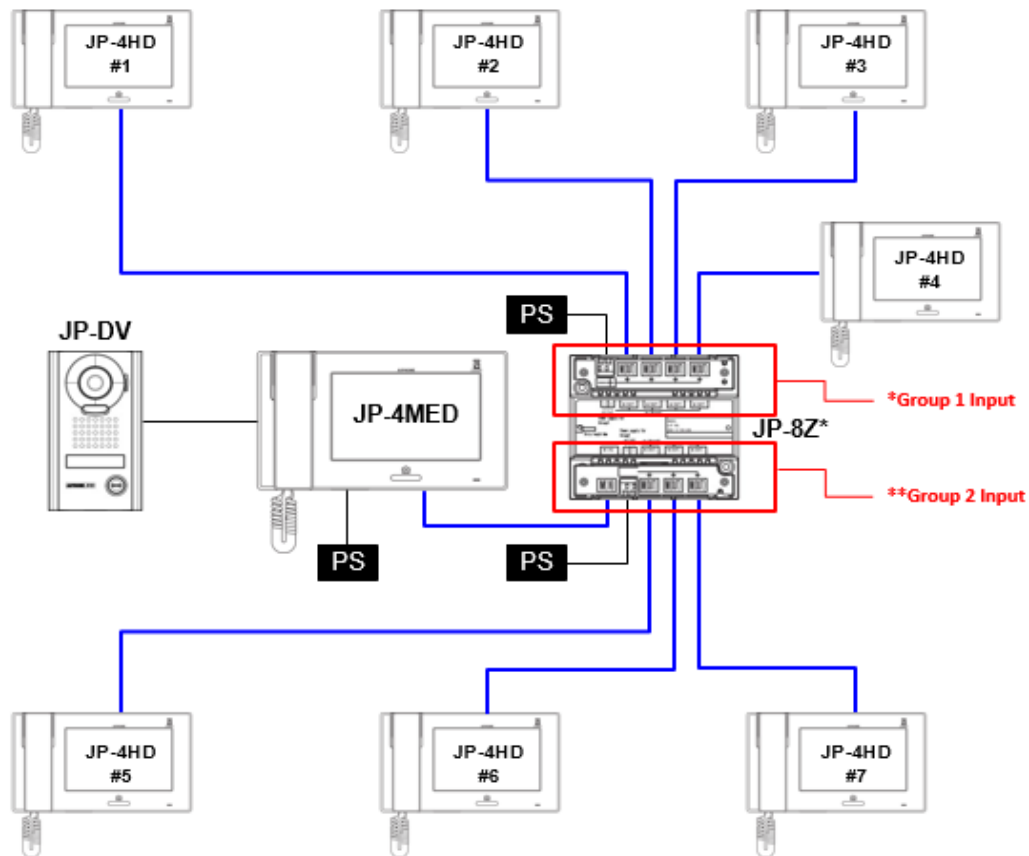 JP-4HD
#1
JP-4HD
#2
JP-4HD
#3
JP-4HD
#4
PS
JP-DV
JP-4MED
*Group 1 Input
JP-8Z*
**Group 2 Input
PS
PS
JP-4HD
#5
JP-4HD
#6
JP-4HD
#7